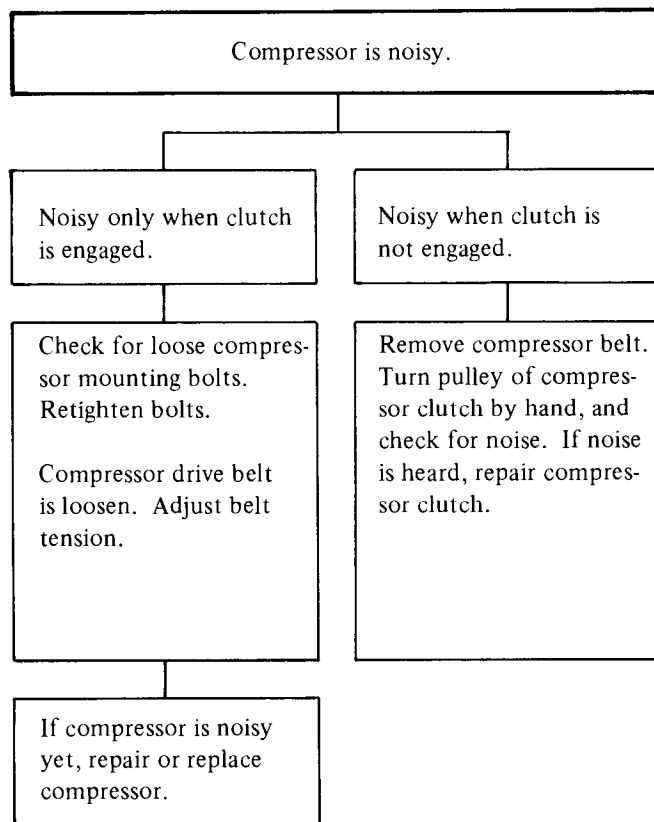 Compressor is noisy.
Noisy only when clutch
is engaged.
Noisy when clutch is
not engaged.
Check for loose compres-
sor mounting bolts.
Retighten bolts.
Compressor drive belt
is loosen. Adjust belt
tension.
Remove compressor belt.
Turn pulley of compres-
sor clutch by hand, and
check for noise. If noise
is heard, repair compres-
sor clutch.
If compressor is noisy
yet, repair or replace
compressor.